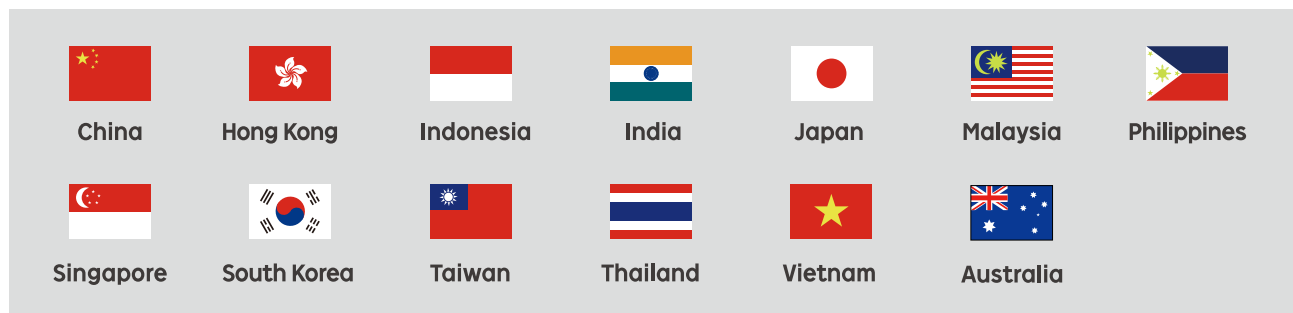 China Hong Kong Indonesia India Japan Malaysia Philippines
Singapore South Korea Taiwan Thailand Vietnam Australia